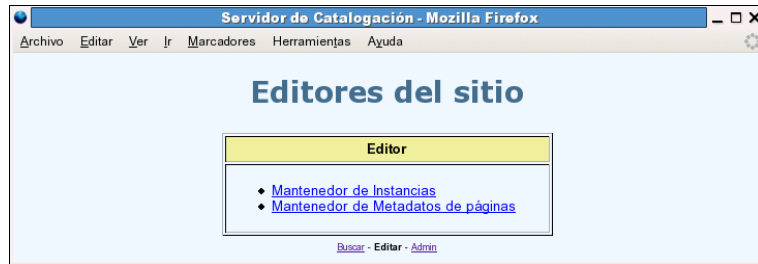 Servidor de Catalogación - Mozilla Firefox
Archivo Editar Ver Ir Marcadores Herramientas Ayuda
Editores del sitio
Editor
Mantenedor de Instancias
Mantenedor de Metadatos de páginas
Buscar - Editar - Admin